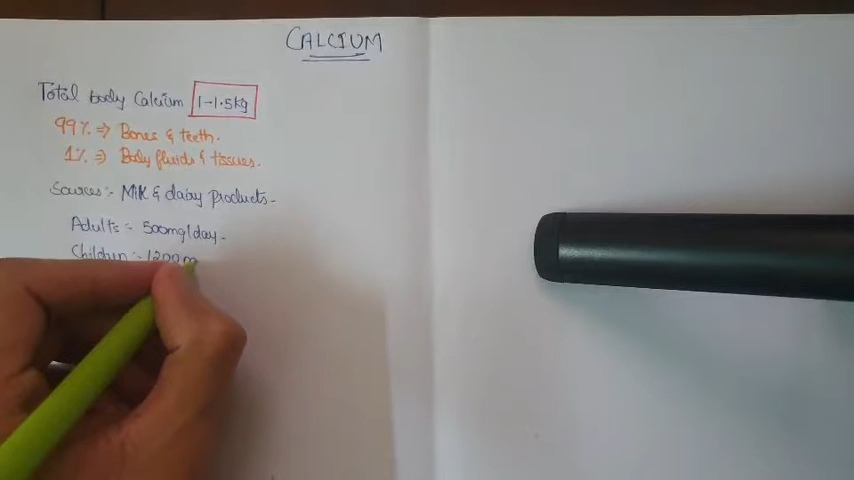 CALCIUM
Total body Calcium 1-1.5kg
99% ⇒ Bones & teeth.
1% ⇒ Body fluids & tissues.
Sources:- Milk & dairy products.
Adults:- 500mg/day.
Children:- 1200 m